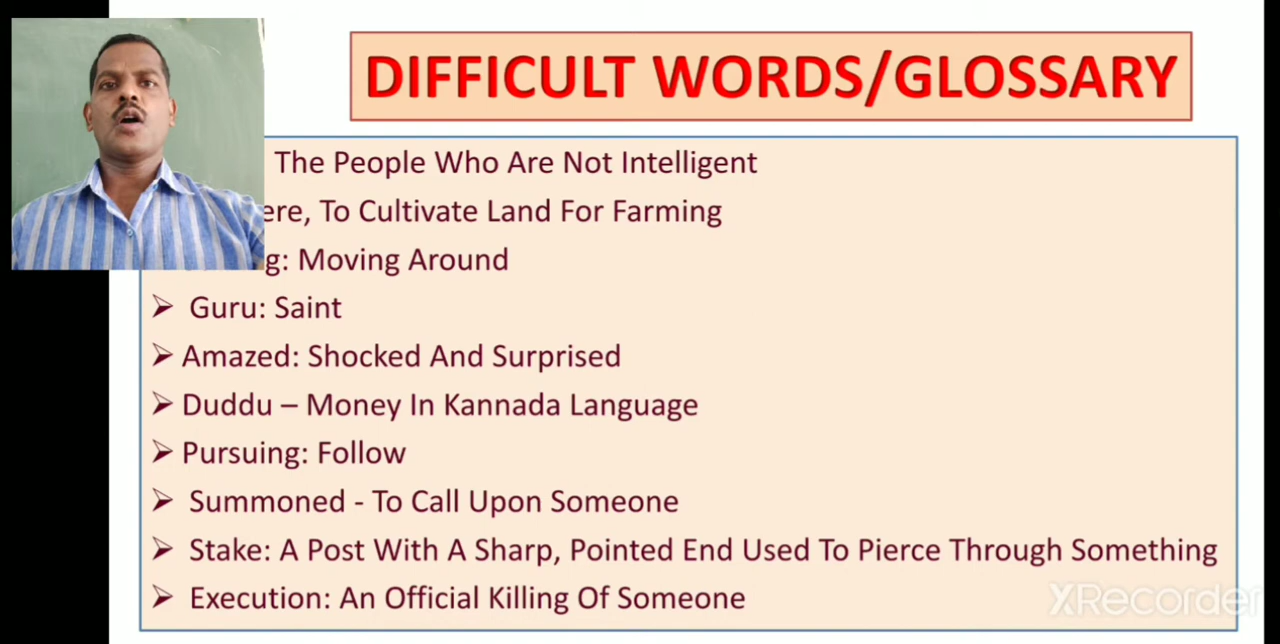 DIFFICULT WORDS/GLOSSARY
The People Who Are Not Intelligent
ere, To Cultivate Land For Farming
g: Moving Around
➢ Guru: Saint
➢ Amazed: Shocked And Surprised
➢ Duddu – Money In Kannada Language
➢ Pursuing: Follow
➢ Summoned - To Call Upon Someone
➢ Stake: A Post With A Sharp, Pointed End Used To Pierce Through Something
➢ Execution: An Official Killing Of Someone
XRecorder